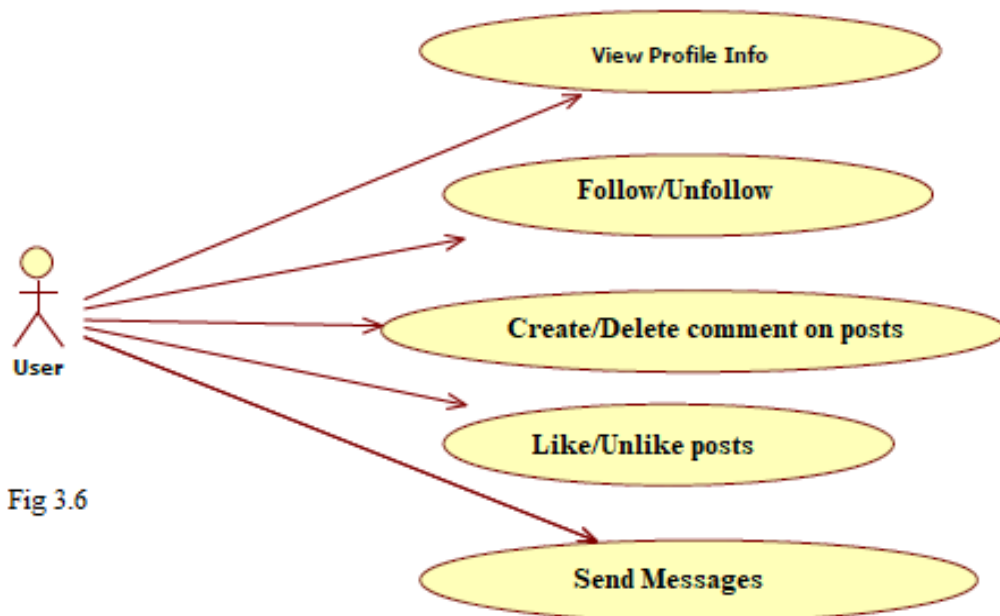 View Profile Info
Follow/Unfollow
Create/Delete comment on posts
User
Like/Unlike posts
Fig 3.6
Send Messages